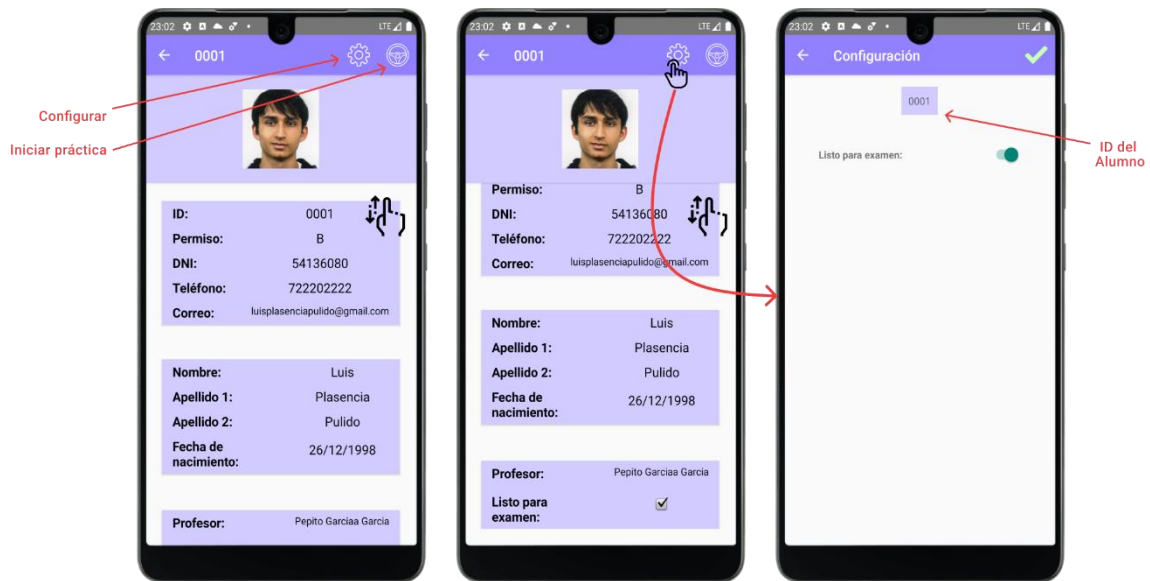 Configurar
Iniciar práctica
23:02 LTE
0001
ID: 0001
Permiso: B
DNI: 54136080
Teléfono: 722202222
Correo: luisplasenciapulido@gmail.com
Nombre: Luis
Apellido 1: Plasencia
Apellido 2: Pulido
Fecha de
nacimiento: 26/12/1998
Profesor: Pepito Garciaa Garcia
23:02 LTE
0001
Permiso: B
DNI: 54136080
Teléfono: 722202222
Correo: luisplasenciapulido@gmail.com
Nombre: Luis
Apellido 1: Plasencia
Apellido 2: Pulido
Fecha de
nacimiento: 26/12/1998
Profesor: Pepito Garciaa Garcia
Listo para
examen:
23:02 LTE
Configuración
0001
Listo para examen:
ID del
Alumno